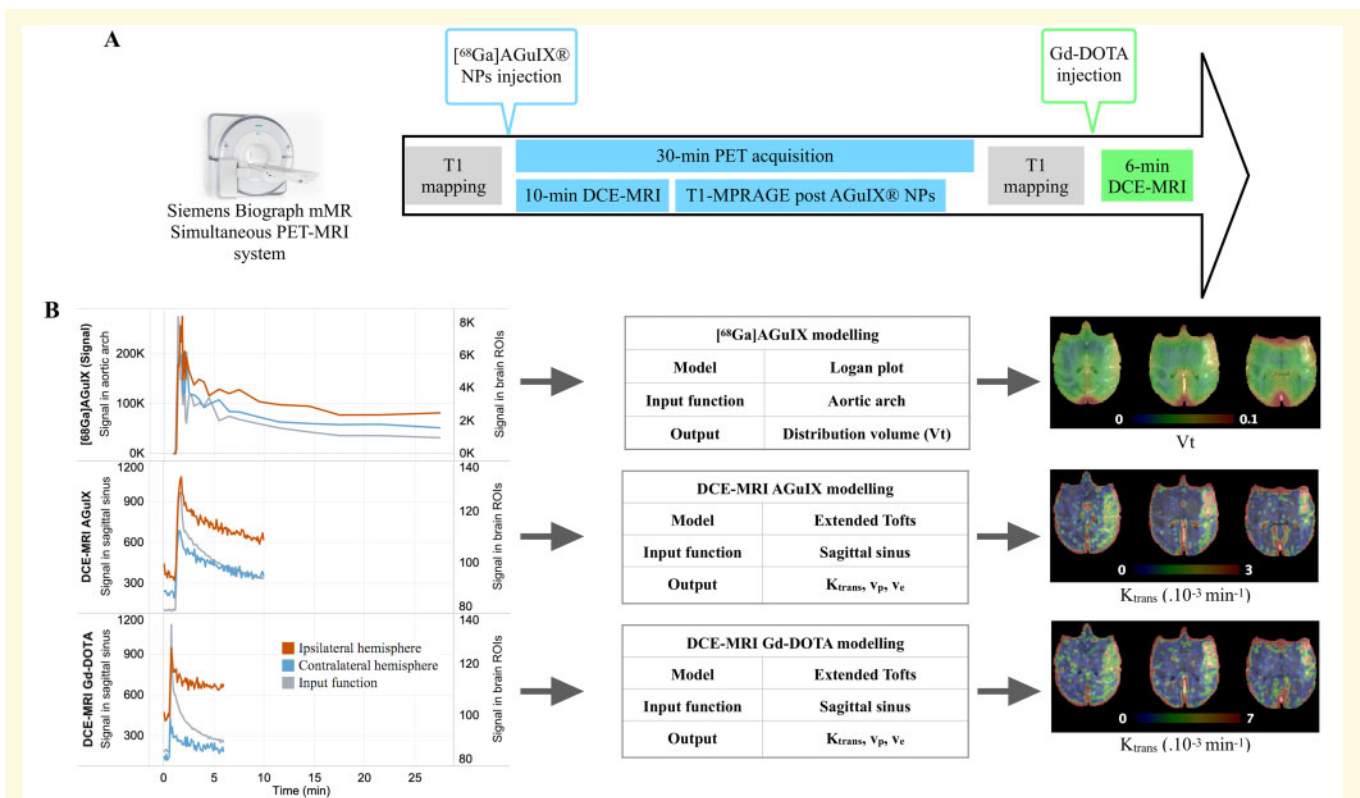 A
[⁶⁸Ga]AGuIX®
NPs injection
Gd-DOTA
injection
T1
mapping
30-min PET acquisition
10-min DCE-MRI
T1-MPRAGE post AGuIX® NPs
T1
mapping
6-min
DCE-MRI
Siemens Biograph mMR
Simultaneous PET-MRI
system
B
[68Ga]AGuIX (Signal)
Signal in aortic arch
200K
100K
0K
8K
6K
4K
2K
0K
Signal in brain ROIs
DCE-MRI AGuIX
Signal in sagittal sinus
1200
900
600
300
140
120
100
80
Signal in brain ROIs
DCE-MRI Gd-DOTA
Signal in sagittal sinus
1200
900
600
300
140
120
100
80
Signal in brain ROIs
Ipsilateral hemisphere
Contralateral hemisphere
Input function
0 5 10 15 20 25
Time (min)
[⁶⁸Ga]AGuIX modelling
Model Logan plot
Input function Aortic arch
Output Distribution volume (Vt)
DCE-MRI AGuIX modelling
Model Extended Tofts
Input function Sagittal sinus
Output Ktrans, vp, ve
DCE-MRI Gd-DOTA modelling
Model Extended Tofts
Input function Sagittal sinus
Output Ktrans, vp, ve
0 0.1
Vt
0 3
Ktrans (.10⁻³ min⁻¹)
0 7
Ktrans (.10⁻³ min⁻¹)